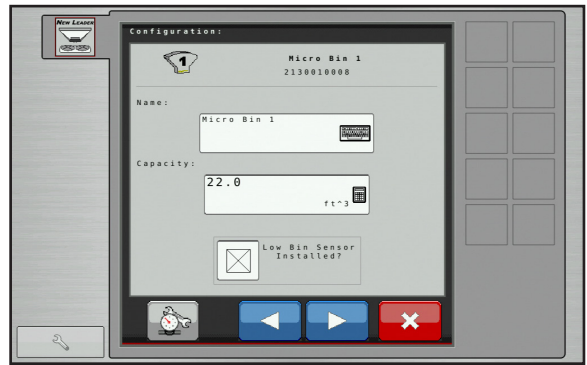 NEW LEADER
Configuration:
1
Micro Bin 1
2130010008
Name:
Micro Bin 1
Capacity:
22.0
ft^3
Low Bin Sensor
Installed?